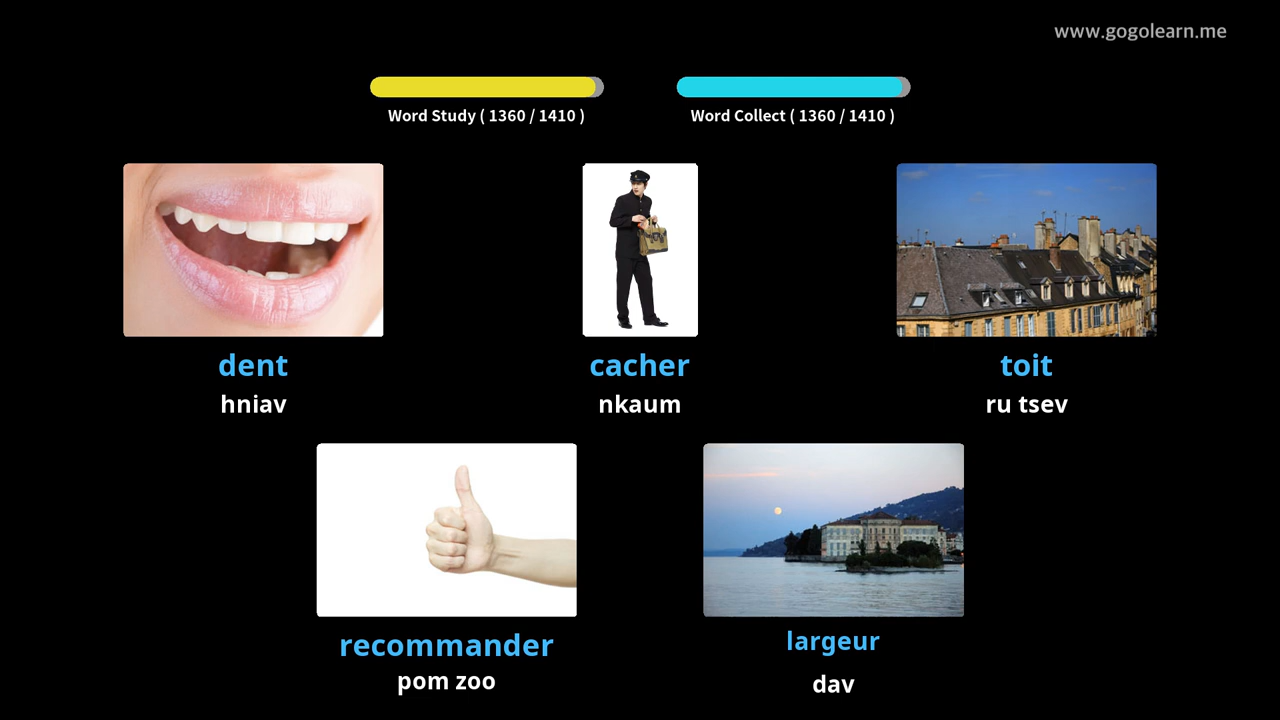 www.gogolearn.me
Word Study ( 1360 / 1410 )
Word Collect ( 1360 / 1410 )
dent
hniav
cacher
nkaum
toit
ru tsev
recommander
pom zoo
largeur
dav